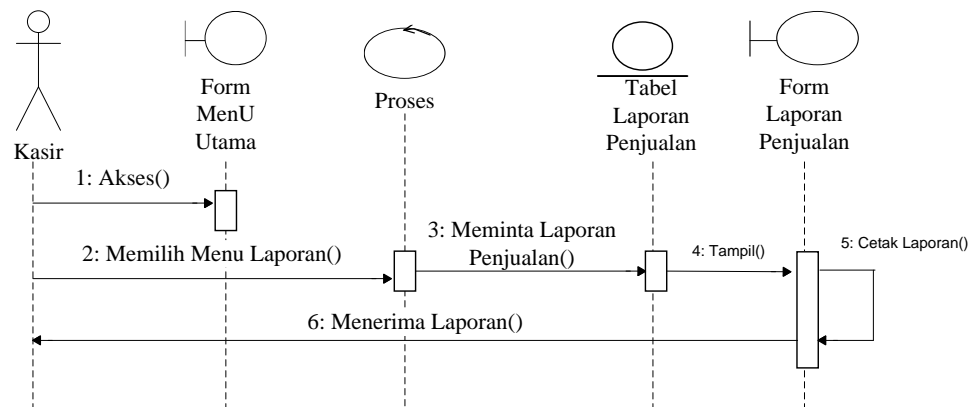 Kasir
Form
MenU
Utama
Proses
Tabel
Laporan
Penjualan
Form
Laporan
Penjualan
1: Akses()
2: Memilih Menu Laporan()
3: Meminta Laporan
Penjualan()
4: Tampil()
5: Cetak Laporan()
6: Menerima Laporan()